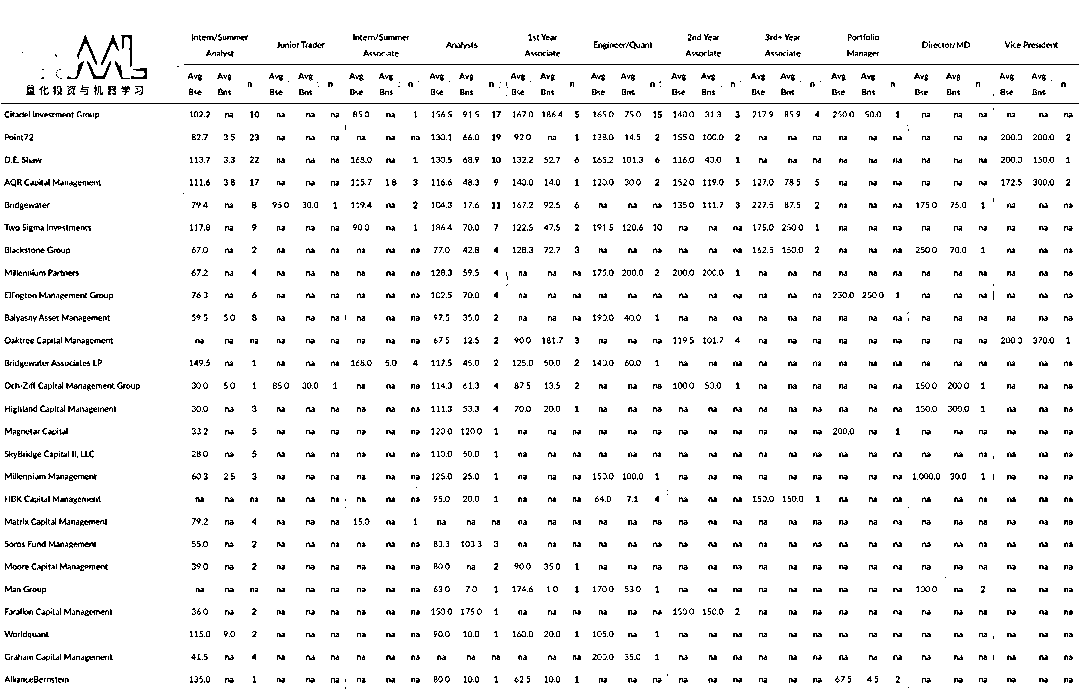 量化投资与机器学习
Intern/Summer Analyst Junior Trader Intern/Summer Associate Analysts 1st Year Associate Engineer/Quant 2nd Year Associate 3rd+ Year Associate Portfolio Manager Director/MD Vice President
Avg Bse Avg Bns n Avg Bse Avg Bns n Avg Bse Avg Bns n Avg Bse Avg Bns n Avg Bse Avg Bns n Avg Bse Avg Bns n Avg Bse Avg Bns n Avg Bse Avg Bns n Avg Bse Avg Bns n Avg Bse Avg Bns n Avg Bse Avg Bns n
Citadel Investment Group 102.2 na 10 na na na 85.0 na 1 156.5 91.5 17 167.0 186.4 5 165.0 75.0 15 140.0 31.3 3 217.9 85.9 4 250.0 50.0 1 na na na na na na
Point72 82.7 3.5 23 na na na na na na 130.1 66.0 19 92.0 na 1 138.0 14.5 2 155.0 100.0 2 na na na na na na na na na 200.0 200.0 2
D.E. Shaw 113.7 3.3 22 na na na 168.0 na 1 130.5 68.9 10 132.2 52.7 6 165.2 101.3 6 116.0 40.0 1 na na na na na na na na na 200.0 150.0 1
AQR Capital Management 111.6 3.8 17 na na na 115.7 1.8 3 116.6 48.3 9 140.0 14.0 1 120.0 30.0 2 152.0 119.0 5 127.0 78.5 5 na na na na na na 172.5 300.0 2
Bridgewater 79.4 na 8 95.0 30.0 1 119.4 na 2 104.3 17.6 11 167.2 92.5 6 na na na 135.0 111.7 3 227.5 87.5 2 na na na 175.0 75.0 1 na na na
Two Sigma Investments 117.8 na 9 na na na 90.0 na 1 186.4 70.0 7 122.5 47.5 2 191.5 120.6 10 na na na 175.0 250.0 1 na na na na na na na na na
Blackstone Group 67.0 na 2 na na na na na na 77.0 42.8 4 128.3 72.7 3 na na na na na na 162.5 150.0 2 na na na 250.0 70.0 1 na na na
Millennium Partners 67.2 na 4 na na na na na na 128.3 59.5 4 na na na 175.0 200.0 2 200.0 200.0 1 na na na na na na na na na na na na
Ellington Management Group 76.3 na 6 na na na na na na 102.5 70.0 4 na na na na na na na na na na na na 230.0 250.0 1 na na na na na na
Balyasny Asset Management 59.5 5.0 8 na na na na na na 97.5 35.0 2 na na na 190.0 40.0 1 na na na na na na na na na na na na na na na
Oaktree Capital Management na na na na na na na na na 67.5 12.5 2 90.0 181.7 3 na na na 119.5 101.7 4 na na na na na na na na na 200.0 370.0 1
Bridgewater Associates LP 149.5 na 1 na na na 168.0 5.0 4 117.5 45.0 2 125.0 50.0 2 140.0 60.0 1 na na na na na na na na na na na na na na na
Och-Ziff Capital Management Group 30.0 5.0 1 85.0 30.0 1 na na na 114.3 61.3 4 87.5 13.5 2 na na na 100.0 50.0 1 na na na na na na 150.0 200.0 1 na na na
Highland Capital Management 30.0 na 3 na na na na na na 111.3 53.3 4 70.0 20.0 1 na na na na na na na na na na na na 150.0 300.0 1 na na na
Magnetar Capital 33.2 na 5 na na na na na na 120.0 120.0 1 na na na na na na na na na na na na 200.0 na 1 na na na na na na
SkyBridge Capital II, LLC 28.0 na 5 na na na na na na 110.0 50.0 1 na na na na na na na na na na na na na na na na na na na na na
Millennium Management 60.3 2.5 3 na na na na na na 125.0 25.0 1 na na na 150.0 100.0 1 na na na na na na na na na 1,000.0 30.0 1 na na na
HBK Capital Management na na na na na na na na na 95.0 20.0 1 na na na 64.0 7.1 4 na na na 150.0 150.0 1 na na na na na na na na na
Matrix Capital Management 79.2 na 4 na na na 15.0 na 1 na na na na na na na na na na na na na na na na na na na na na na na na
Soros Fund Management 55.0 na 2 na na na na na na 83.3 103.3 3 na na na na na na na na na na na na na na na na na na na na na
Moore Capital Management 39.0 na 2 na na na na na na 80.0 na 2 90.0 35.0 1 na na na na na na na na na na na na na na na na na na
Man Group na na na na na na na na na 63.0 7.0 1 174.6 1.0 1 170.0 53.0 1 na na na na na na na na na 100.0 na 2 na na na
Farallon Capital Management 36.0 na 2 na na na na na na 150.0 175.0 1 na na na na na na 150.0 150.0 2 na na na na na na na na na na na na
Worldquant 115.0 9.0 2 na na na na na na 90.0 10.0 1 160.0 20.0 1 105.0 na 1 na na na na na na na na na na na na na na na
Graham Capital Management 41.5 na 4 na na na na na na na na na na na na 200.0 35.0 1 na na na na na na na na na na na na na na na
AllianceBernstein 135.0 na 1 na na na na na na 80.0 10.0 1 62.5 10.0 1 na na na na na na na na na 67.5 4.5 2 na na na na na na